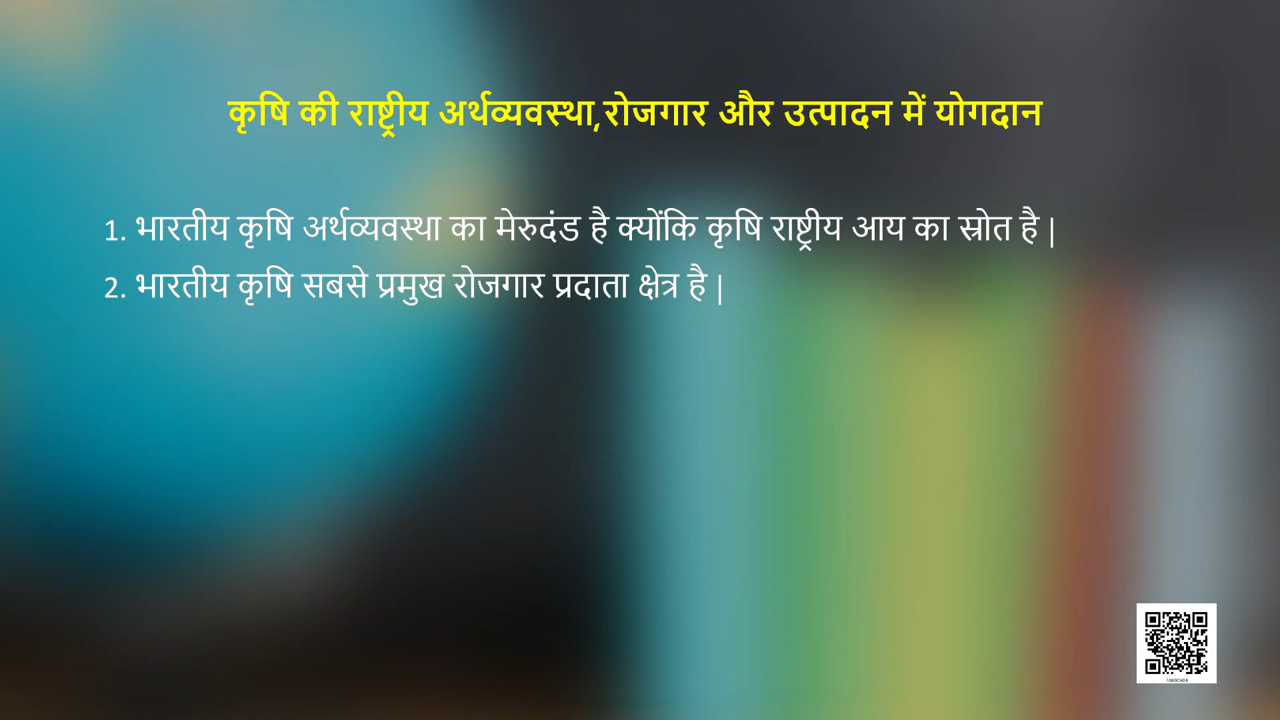 कृषि की राष्ट्रीय अर्थव्यवस्था,रोजगार और उत्पादन में योगदान
1. भारतीय कृषि अर्थव्यवस्था का मेरुदंड है क्योंकि कृषि राष्ट्रीय आय का स्रोत है |
2. भारतीय कृषि सबसे प्रमुख रोजगार प्रदाता क्षेत्र है |